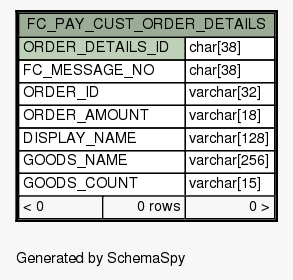 FC_PAY_CUST_ORDER_DETAILS
ORDER_DETAILS_ID char[38]
FC_MESSAGE_NO char[38]
ORDER_ID varchar[32]
ORDER_AMOUNT varchar[18]
DISPLAY_NAME varchar[128]
GOODS_NAME varchar[256]
GOODS_COUNT varchar[15]
< 0 0 rows 0 >
Generated by SchemaSpy